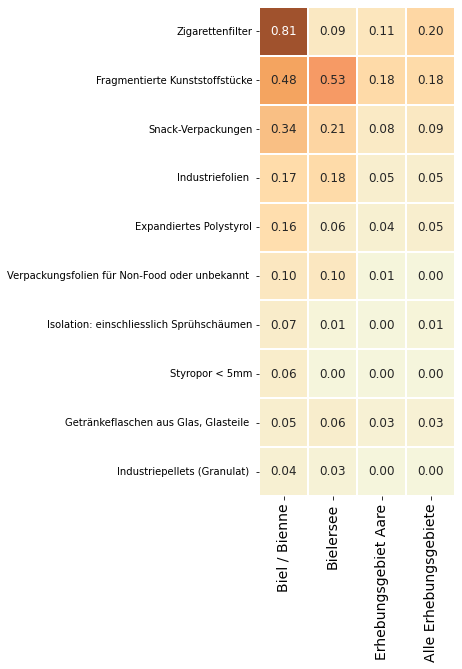 Zigarettenfilter 0.81 0.09 0.11 0.20
Fragmentierte Kunststoffstücke 0.48 0.53 0.18 0.18
Snack-Verpackungen 0.34 0.21 0.08 0.09
Industriefolien 0.17 0.18 0.05 0.05
Expandiertes Polystyrol 0.16 0.06 0.04 0.05
Verpackungsfolien für Non-Food oder unbekannt 0.10 0.10 0.01 0.00
Isolation: einschliesslich Sprühschäumen 0.07 0.01 0.00 0.01
Styropor < 5mm 0.06 0.00 0.00 0.00
Getränkeflaschen aus Glas, Glasteile 0.05 0.06 0.03 0.03
Industriepellets (Granulat) 0.04 0.03 0.00 0.00
Biel / Bienne
Bielersee
Erhebungsgebiet Aare
Alle Erhebungsgebiete